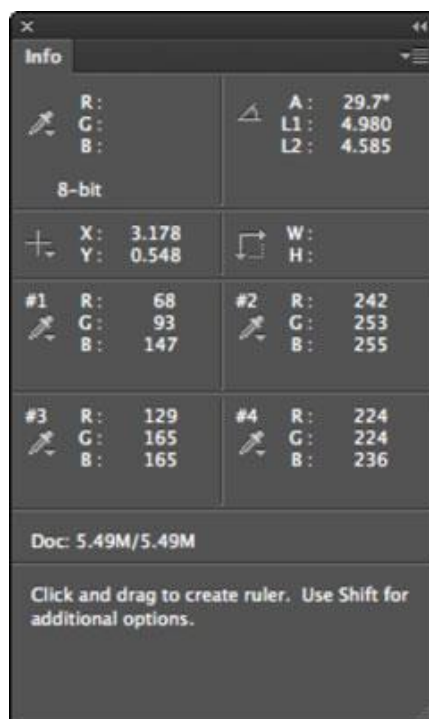 Info
R:
G:
B:
8-bit
A: 29.7°
L1: 4.980
L2: 4.585
X: 3.178
Y: 0.548
W:
H:
#1 R: 68
G: 93
B: 147
#2 R: 242
G: 253
B: 255
#3 R: 129
G: 165
B: 165
#4 R: 224
G: 224
B: 236
Doc: 5.49M/5.49M
Click and drag to create ruler. Use Shift for
additional options.